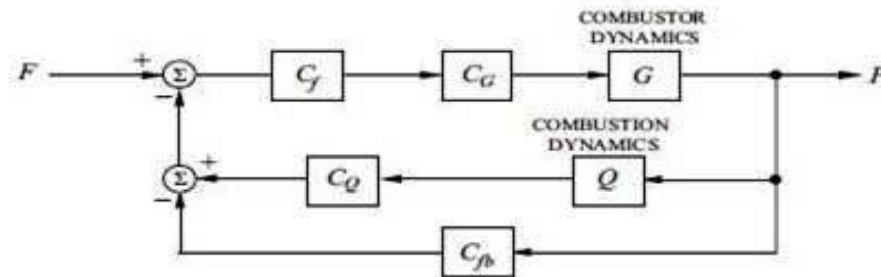 COMBUSTOR
DYNAMICS
F + Σ C_f C_G G P
−
COMBUSTION
DYNAMICS
Σ + C_Q Q
−
C_fb